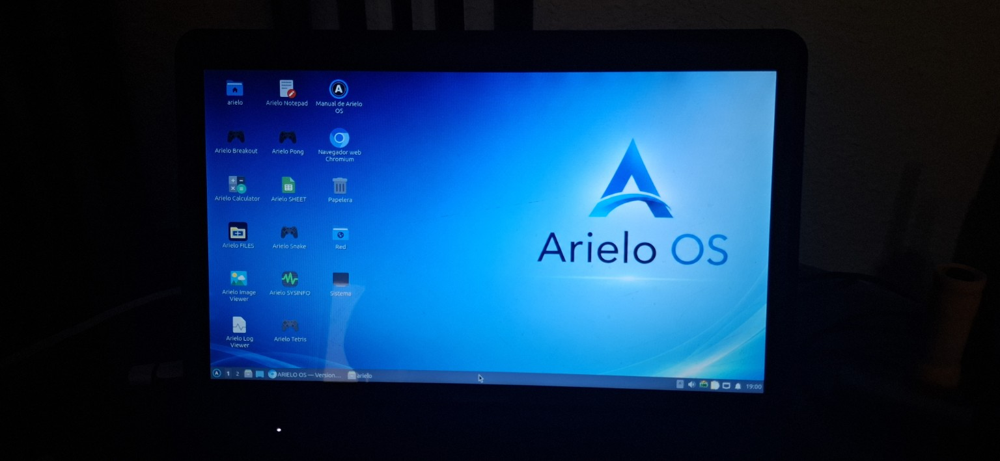 arielo
Arielo Notepad
Manual de Arielo
OS
Arielo Breakout
Arielo Pong
Navegador web
Chromium
Arielo Calculator
Arielo SHEET
Papelera
Arielo FILES
Arielo Snake
Red
Arielo Image
Viewer
Arielo SYSINFO
Sistema
Arielo Log
Viewer
Arielo Tetris
Arielo OS
1 2 ARIELO OS — Version... arielo 19:00